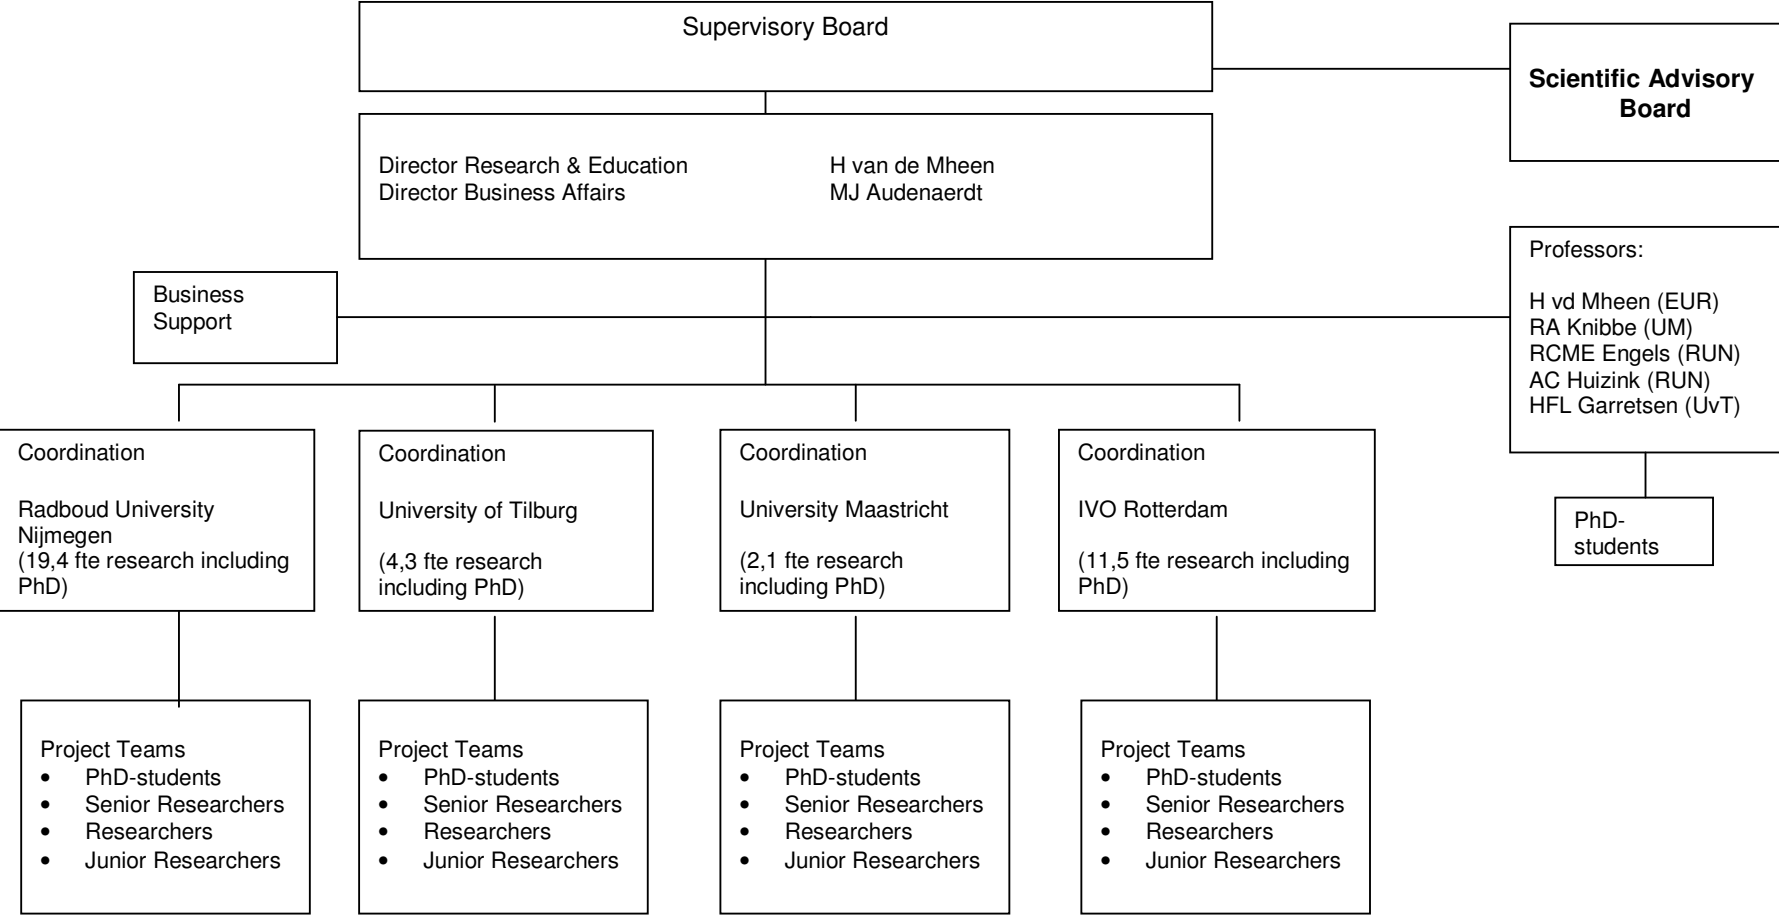 Supervisory Board
Scientific Advisory
Board
Director Research & Education H van de Mheen
Director Business Affairs MJ Audenaerdt
Business
Support
Professors:
H vd Mheen (EUR)
RA Knibbe (UM)
RCME Engels (RUN)
AC Huizink (RUN)
HFL Garretsen (UvT)
PhD-
students
Coordination
Radboud University
Nijmegen
(19,4 fte research including
PhD)
Coordination
University of Tilburg
(4,3 fte research
including PhD)
Coordination
University Maastricht
(2,1 fte research
including PhD)
Coordination
IVO Rotterdam
(11,5 fte research including
PhD)
Project Teams
• PhD-students
• Senior Researchers
• Researchers
• Junior Researchers
Project Teams
• PhD-students
• Senior Researchers
• Researchers
• Junior Researchers
Project Teams
• PhD-students
• Senior Researchers
• Researchers
• Junior Researchers
Project Teams
• PhD-students
• Senior Researchers
• Researchers
• Junior Researchers